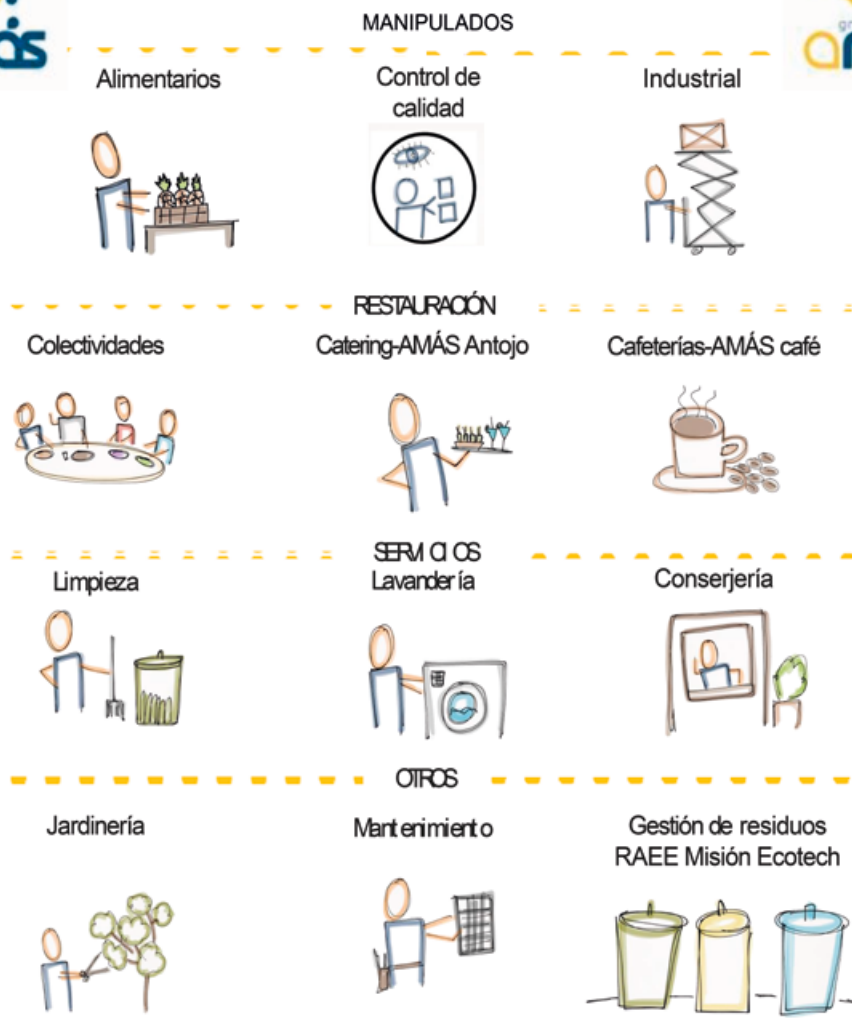 MANIPULADOS
Alimentarios
Control de
calidad
Industrial
RESTAURACIÓN
Colectividades
Catering-AMÁS Antojo
Cafeterías-AMÁS café
SERVICIOS
Limpieza
Lavandería
Conserjería
OTROS
Jardinería
Mantenimiento
Gestión de residuos
RAEE Misión Ecotech